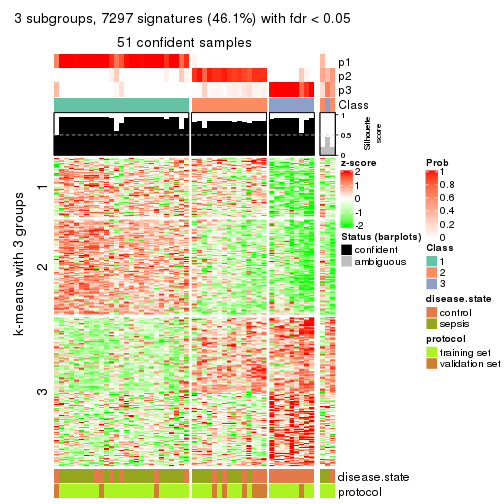 3 subgroups, 7297 signatures (46.1%) with fdr < 0.05
51 confident samples
p1
p2
p3
Class
1
0.5
0
Silhouette
score
k-means with 3 groups
1
2
3
z-score
2
1
0
-1
-2
Status (barplots)
confident
ambiguous
Prob
1
0.8
0.6
0.4
0.2
0
Class
1
2
3
disease.state
control
sepsis
protocol
training set
validation set
disease.state
protocol